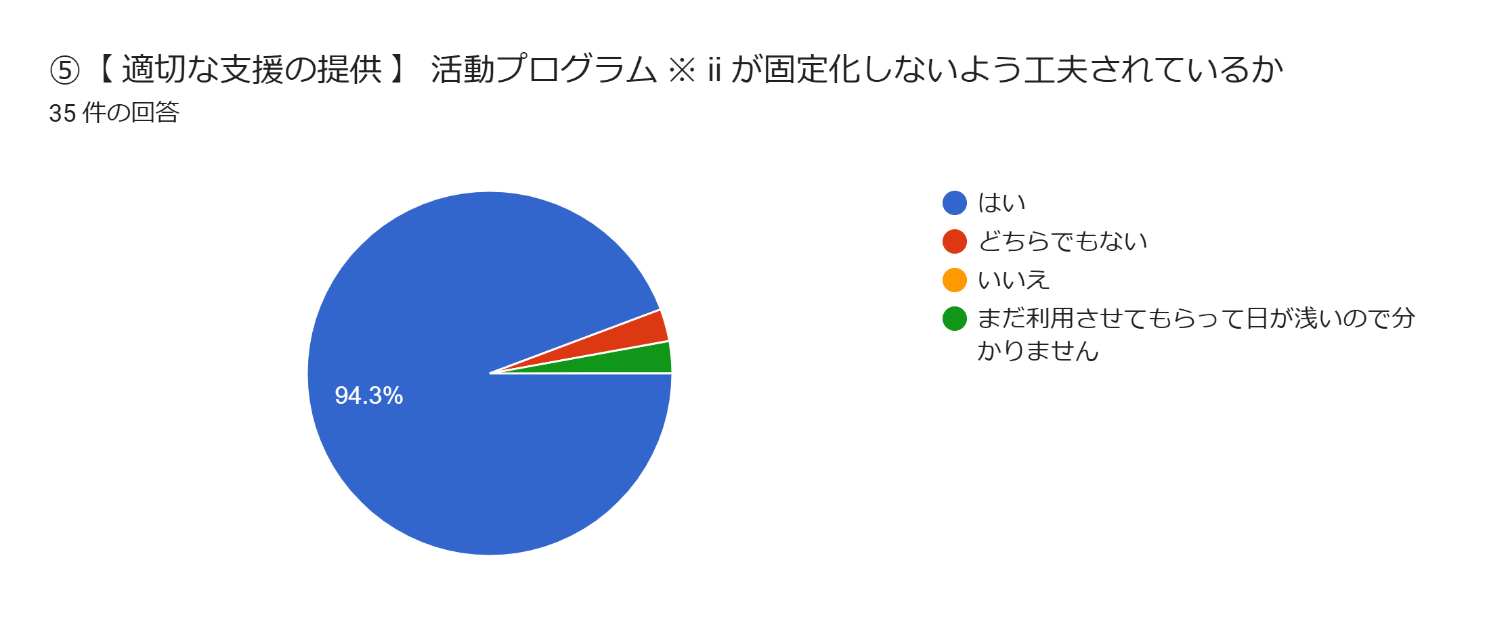 ⑤【 適切な支援の提供 】 活動プログラム ※ ii が固定化しないよう工夫されているか
35 件の回答
はい
どちらでもない
いいえ
まだ利用させてもらって日が浅いので分
かりません
94.3%